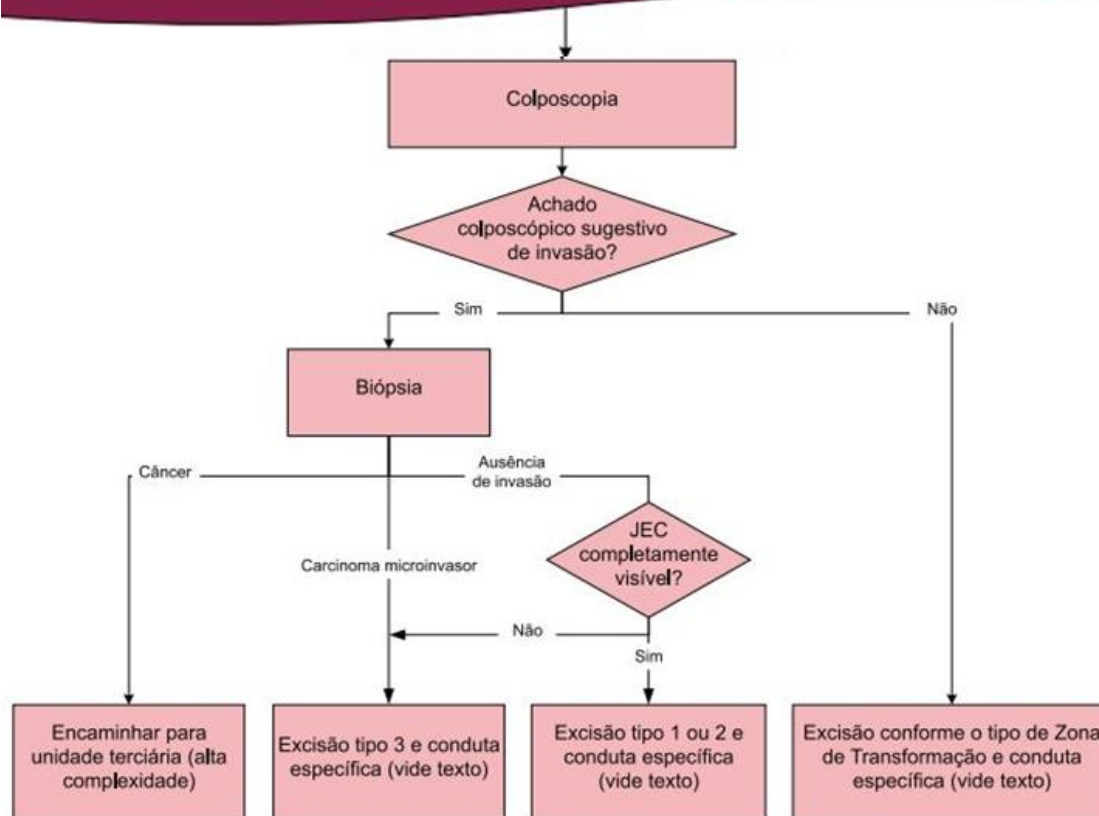 Colposcopia
Achado
colposcópico sugestivo
de invasão?
Sim
Não
Biópsia
Câncer
Ausência
de invasão
JEC
completamente
visível?
Carcinoma microinvasor
Não
Sim
Encaminhar para
unidade terciária (alta
complexidade)
Excisão tipo 3 e conduta
específica (vide texto)
Excisão tipo 1 ou 2 e
conduta específica
(vide texto)
Excisão conforme o tipo de Zona
de Transformação e conduta
específica (vide texto)